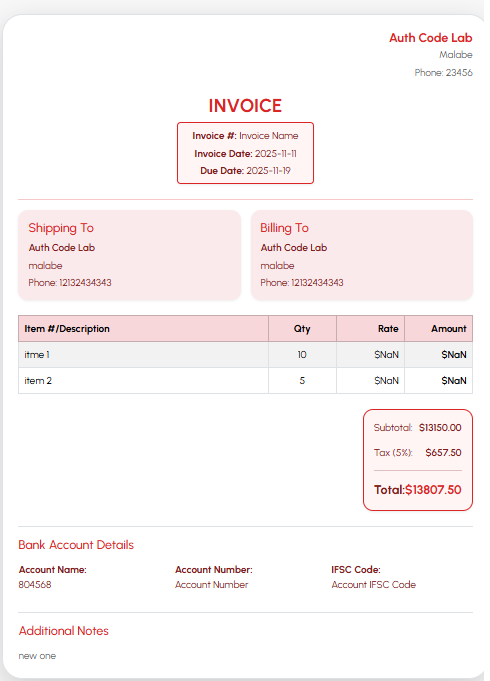 Auth Code Lab
Malabe
Phone: 23456
INVOICE
Invoice #: Invoice Name
Invoice Date: 2025-11-11
Due Date: 2025-11-19
Shipping To
Auth Code Lab
malabe
Phone: 12132434343
Billing To
Auth Code Lab
malabe
Phone: 12132434343
Item #/Description Qty Rate Amount
itme 1 10 $NaN $NaN
item 2 5 $NaN $NaN
Subtotal: $13150.00
Tax (5%): $657.50
Total:$13807.50
Bank Account Details
Account Name: Account Number: IFSC Code:
804568 Account Number Account IFSC Code
Additional Notes
new one